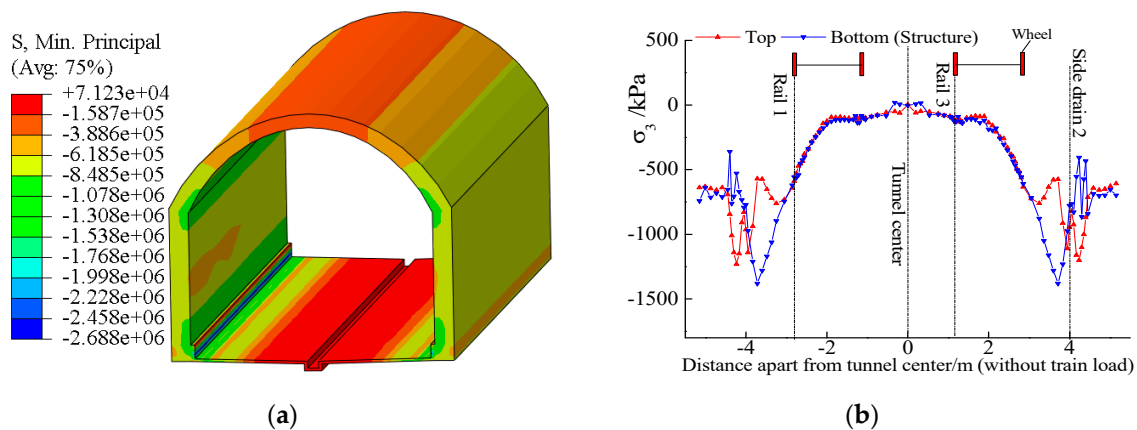 S, Min. Principal
(Avg: 75%)
+7.123e+04
-1.587e+05
-3.886e+05
-6.185e+05
-8.485e+05
-1.078e+06
-1.308e+06
-1.538e+06
-1.768e+06
-1.998e+06
-2.228e+06
-2.458e+06
-2.688e+06
(a)
Top
Bottom (Structure)
Wheel
Rail 1
Tunnel center
Rail 3
Side drain 2
σ3 /kPa
500
0
-500
-1000
-1500
-4 -2 0 2 4 6
Distance apart from tunnel center/m (without train load)
(b)